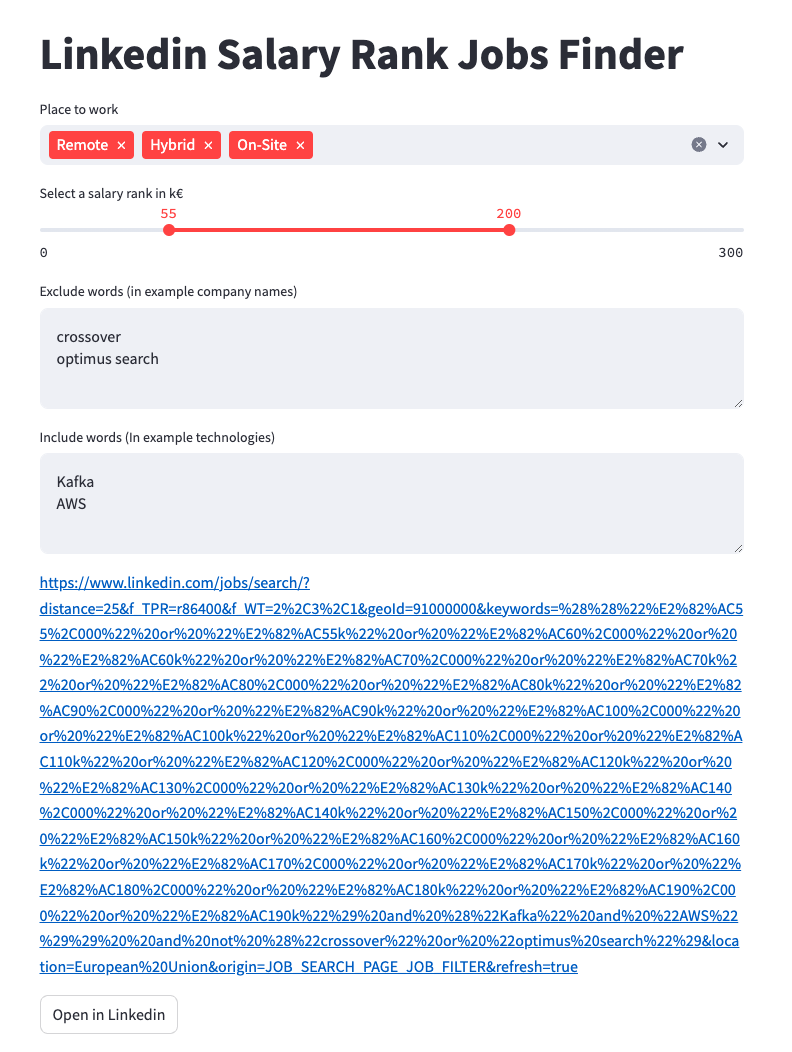 Linkedin Salary Rank Jobs Finder
Place to work
Remote × Hybrid × On-Site ×
Select a salary rank in k€
55 200
0 300
Exclude words (in example company names)
crossover
optimus search
Include words (In example technologies)
Kafka
AWS
https://www.linkedin.com/jobs/search/?
distance=25&f_TPR=r86400&f_WT=2%2C3%2C1&geoId=91000000&keywords=%28%28%22%E2%82%AC5
5%2C000%22%20or%20%22%E2%82%AC55k%22%20or%20%22%E2%82%AC60%2C000%22%20or%20
%22%E2%82%AC60k%22%20or%20%22%E2%82%AC70%2C000%22%20or%20%22%E2%82%AC70k%2
2%20or%20%22%E2%82%AC80%2C000%22%20or%20%22%E2%82%AC80k%22%20or%20%22%E2%82
%AC90%2C000%22%20or%20%22%E2%82%AC90k%22%20or%20%22%E2%82%AC100%2C000%22%20
or%20%22%E2%82%AC100k%22%20or%20%22%E2%82%AC110%2C000%22%20or%20%22%E2%82%A
C110k%22%20or%20%22%E2%82%AC120%2C000%22%20or%20%22%E2%82%AC120k%22%20or%20
%22%E2%82%AC130%2C000%22%20or%20%22%E2%82%AC130k%22%20or%20%22%E2%82%AC140
%2C000%22%20or%20%22%E2%82%AC140k%22%20or%20%22%E2%82%AC150%2C000%22%20or%2
0%22%E2%82%AC150k%22%20or%20%22%E2%82%AC160%2C000%22%20or%20%22%E2%82%AC160
k%22%20or%20%22%E2%82%AC170%2C000%22%20or%20%22%E2%82%AC170k%22%20or%20%22%
E2%82%AC180%2C000%22%20or%20%22%E2%82%AC180k%22%20or%20%22%E2%82%AC190%2C00
0%22%20or%20%22%E2%82%AC190k%22%29%20and%20%28%22Kafka%22%20and%20%22AWS%22
%29%29%20%20and%20not%20%28%22crossover%22%20or%20%22optimus%20search%22%29&loca
tion=European%20Union&origin=JOB_SEARCH_PAGE_JOB_FILTER&refresh=true
Open in Linkedin